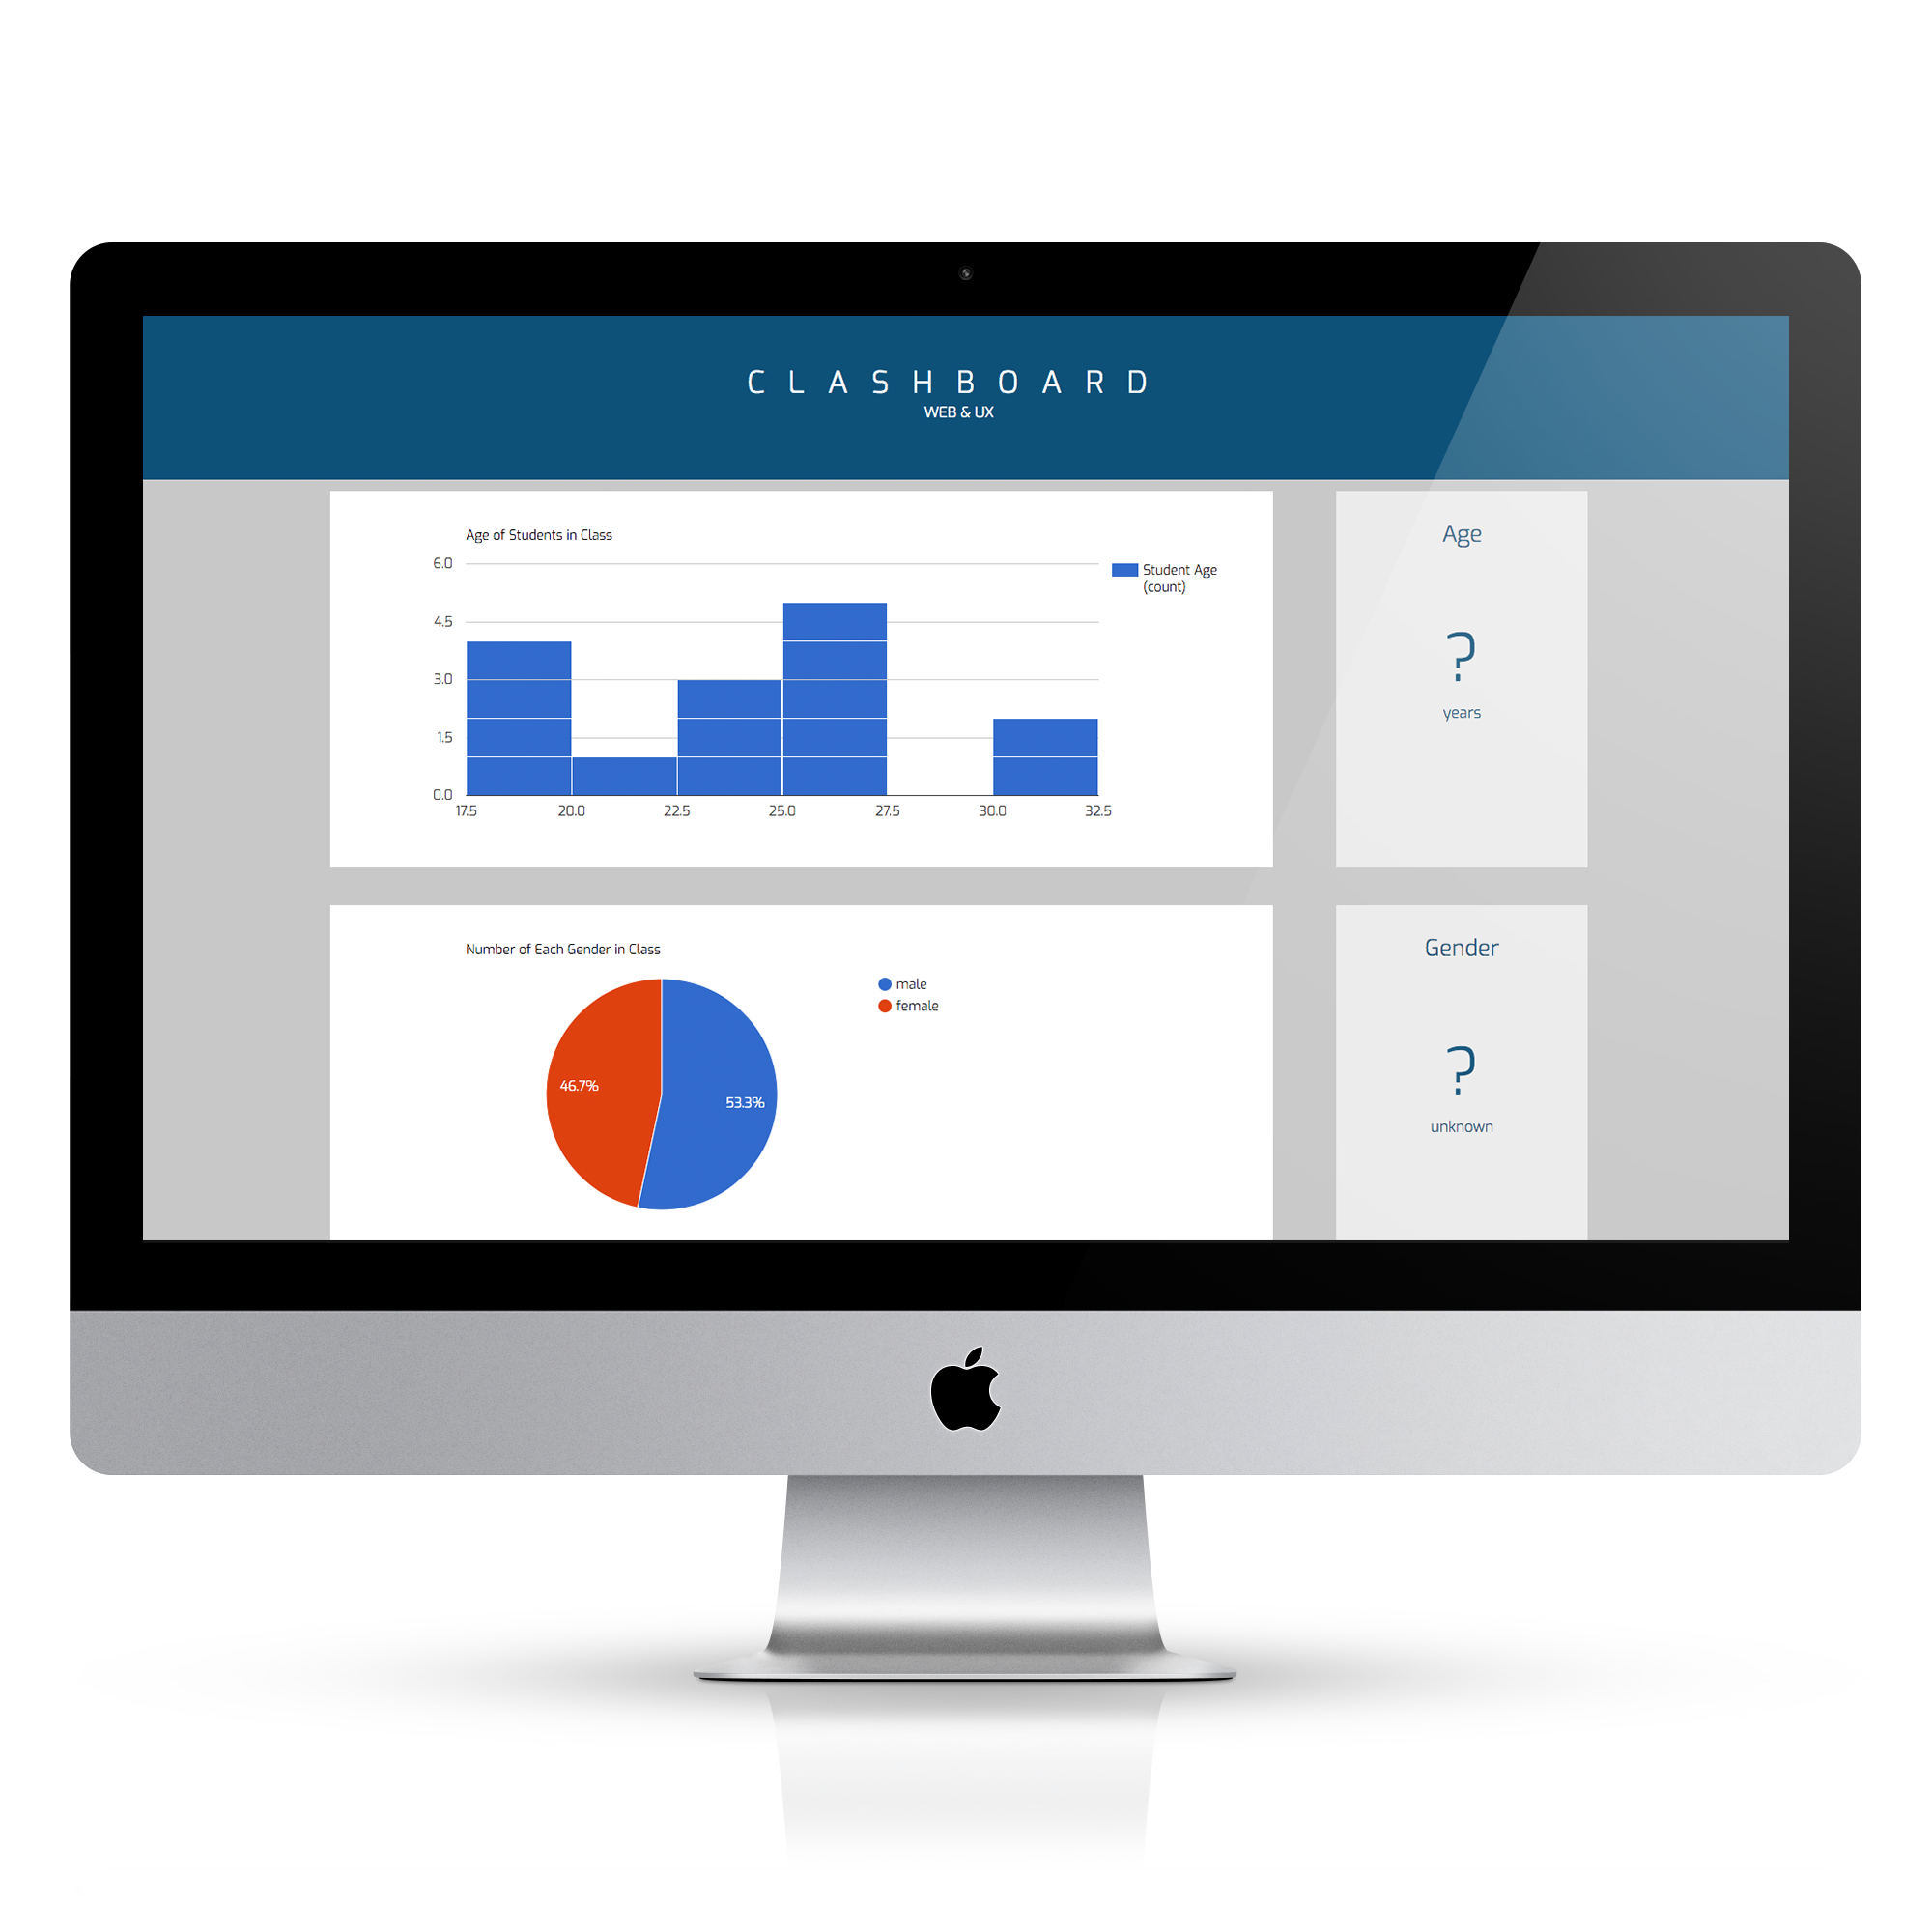 CLASHBOARD
WEB & UX
Age of Students in Class
6.0
4.5
3.0
1.5
0.0
17.5 20.0 22.5 25.0 27.5 30.0 32.5
Student Age
(count)
Age
?
years
Number of Each Gender in Class
male
female
46.7%
53.3%
Gender
?
unknown